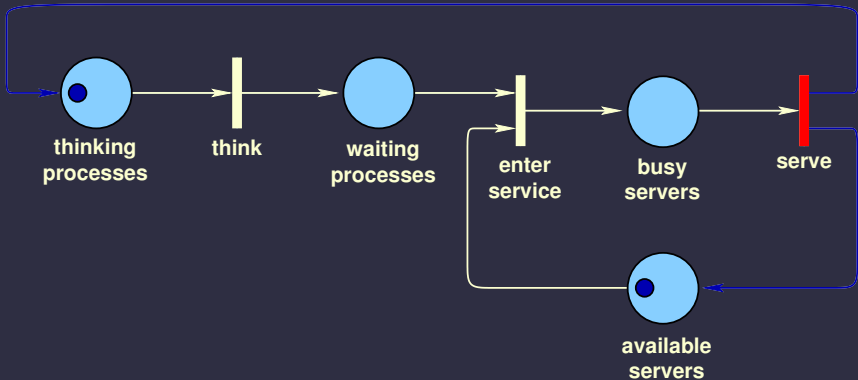 thinking
processes
think
waiting
processes
enter
service
busy
servers
serve
available
servers